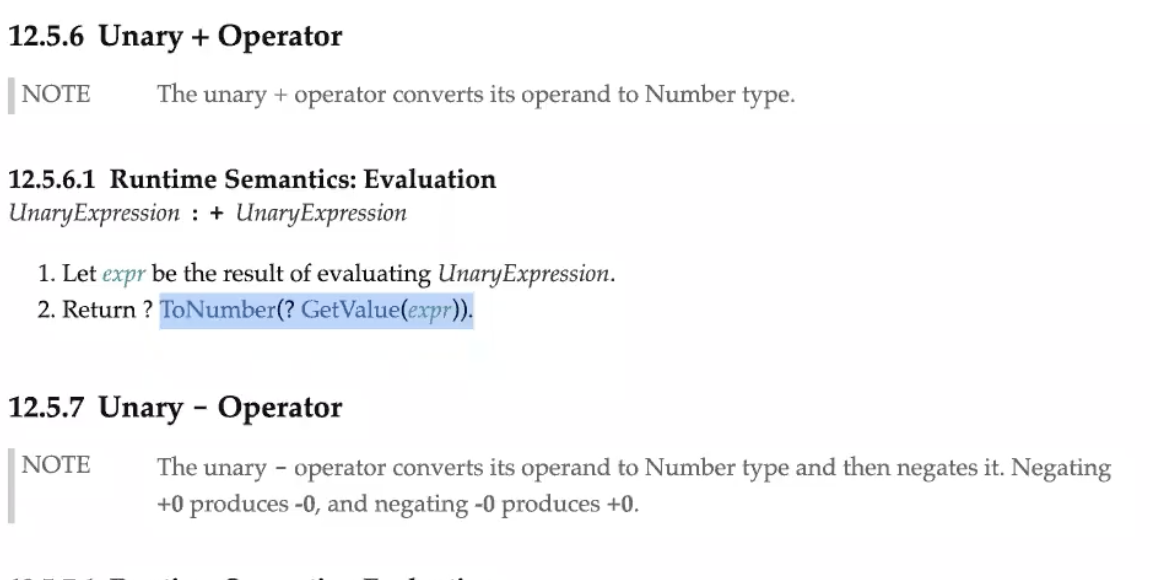 12.5.6 Unary + Operator
NOTE The unary + operator converts its operand to Number type.
12.5.6.1 Runtime Semantics: Evaluation
UnaryExpression : + UnaryExpression
1. Let expr be the result of evaluating UnaryExpression.
2. Return ? ToNumber(? GetValue(expr)).
12.5.7 Unary - Operator
NOTE The unary - operator converts its operand to Number type and then negates it. Negating
+0 produces -0, and negating -0 produces +0.